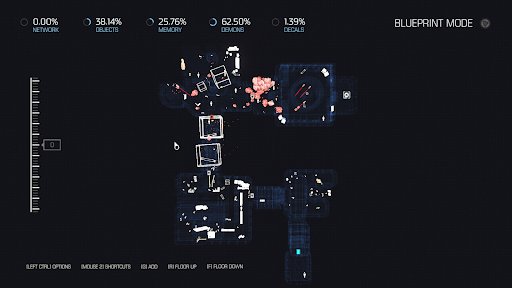 0.00%
NETWORK
38.14%
OBJECTS
25.76%
MEMORY
62.50%
DEMONS
1.39%
DECALS
BLUEPRINT MODE
0
[LEFT CTRL] OPTIONS [MOUSE 2] SHORTCUTS [G] ADD [R] FLOOR UP [F] FLOOR DOWN